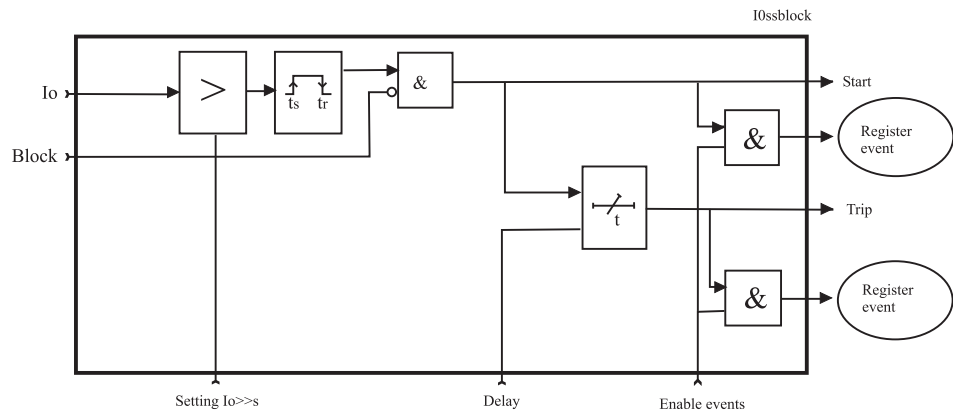 I0ssblock
Io
>
ts tr
&
Start
Block
&
Register
event
t
Trip
&
Register
event
Setting Io>>s
Delay
Enable events